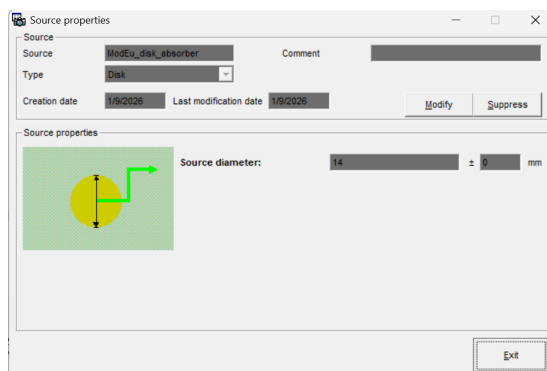 Source properties
Source
Source ModEu_disk_absorber Comment
Type Disk
Creation date 1/9/2026 Last modification date 1/9/2026 Modify Suppress
Source properties
Source diameter: 14 ± 0 mm
Exit